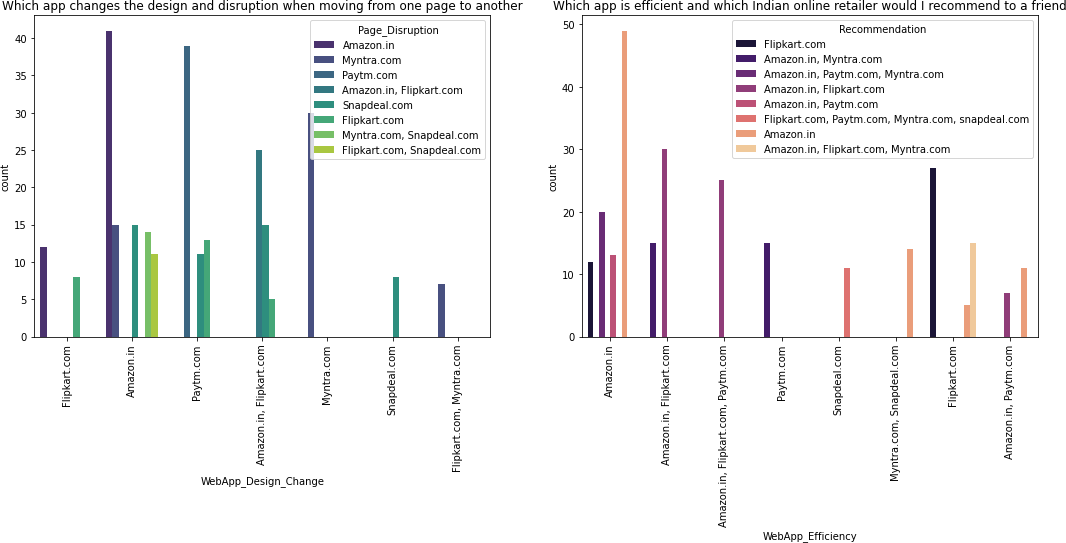 Which app changes the design and disruption when moving from one page to another
Page_Disruption
Amazon.in
Myntra.com
Paytm.com
Amazon.in, Flipkart.com
Snapdeal.com
Flipkart.com
Myntra.com, Snapdeal.com
Flipkart.com, Snapdeal.com
40
35
30
25
20
15
10
5
0
count
Flipkart.com
Amazon.in
Paytm.com
Amazon.in, Flipkart.com
Myntra.com
Snapdeal.com
Flipkart.com, Myntra.com
WebApp_Design_Change
Which app is efficient and which Indian online retailer would I recommend to a friend
Recommendation
Flipkart.com
Amazon.in, Myntra.com
Amazon.in, Paytm.com, Myntra.com
Amazon.in, Flipkart.com
Amazon.in, Paytm.com
Flipkart.com, Paytm.com, Myntra.com, snapdeal.com
Amazon.in
Amazon.in, Flipkart.com, Myntra.com
50
40
30
20
10
0
count
Amazon.in
Amazon.in, Flipkart.com
Amazon.in, Flipkart.com, Paytm.com
Paytm.com
Snapdeal.com
Myntra.com, Snapdeal.com
Flipkart.com
Amazon.in, Paytm.com
WebApp_Efficiency